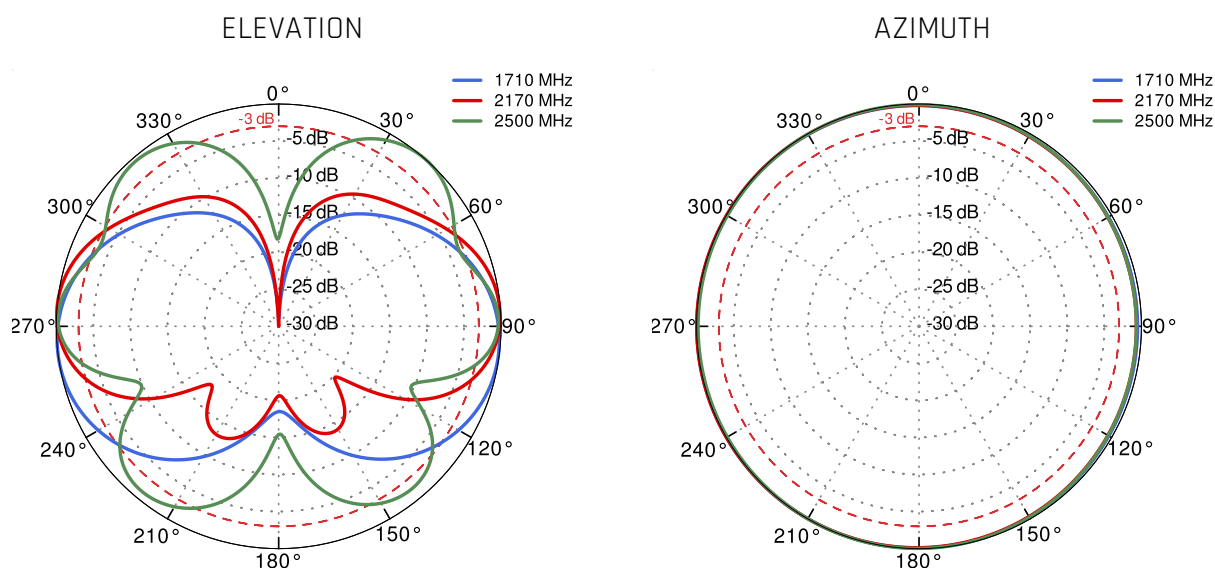 ELEVATION
1710 MHz
2170 MHz
2500 MHz
0°
-3 dB
30°
330°
-5 dB
-10 dB
300°
60°
-15 dB
-20 dB
-25 dB
-30 dB
270°
90°
240°
120°
210°
150°
180°
AZIMUTH
1710 MHz
2170 MHz
2500 MHz
0°
-3 dB
30°
330°
-5 dB
-10 dB
300°
60°
-15 dB
-20 dB
-25 dB
-30 dB
270°
90°
240°
120°
210°
150°
180°